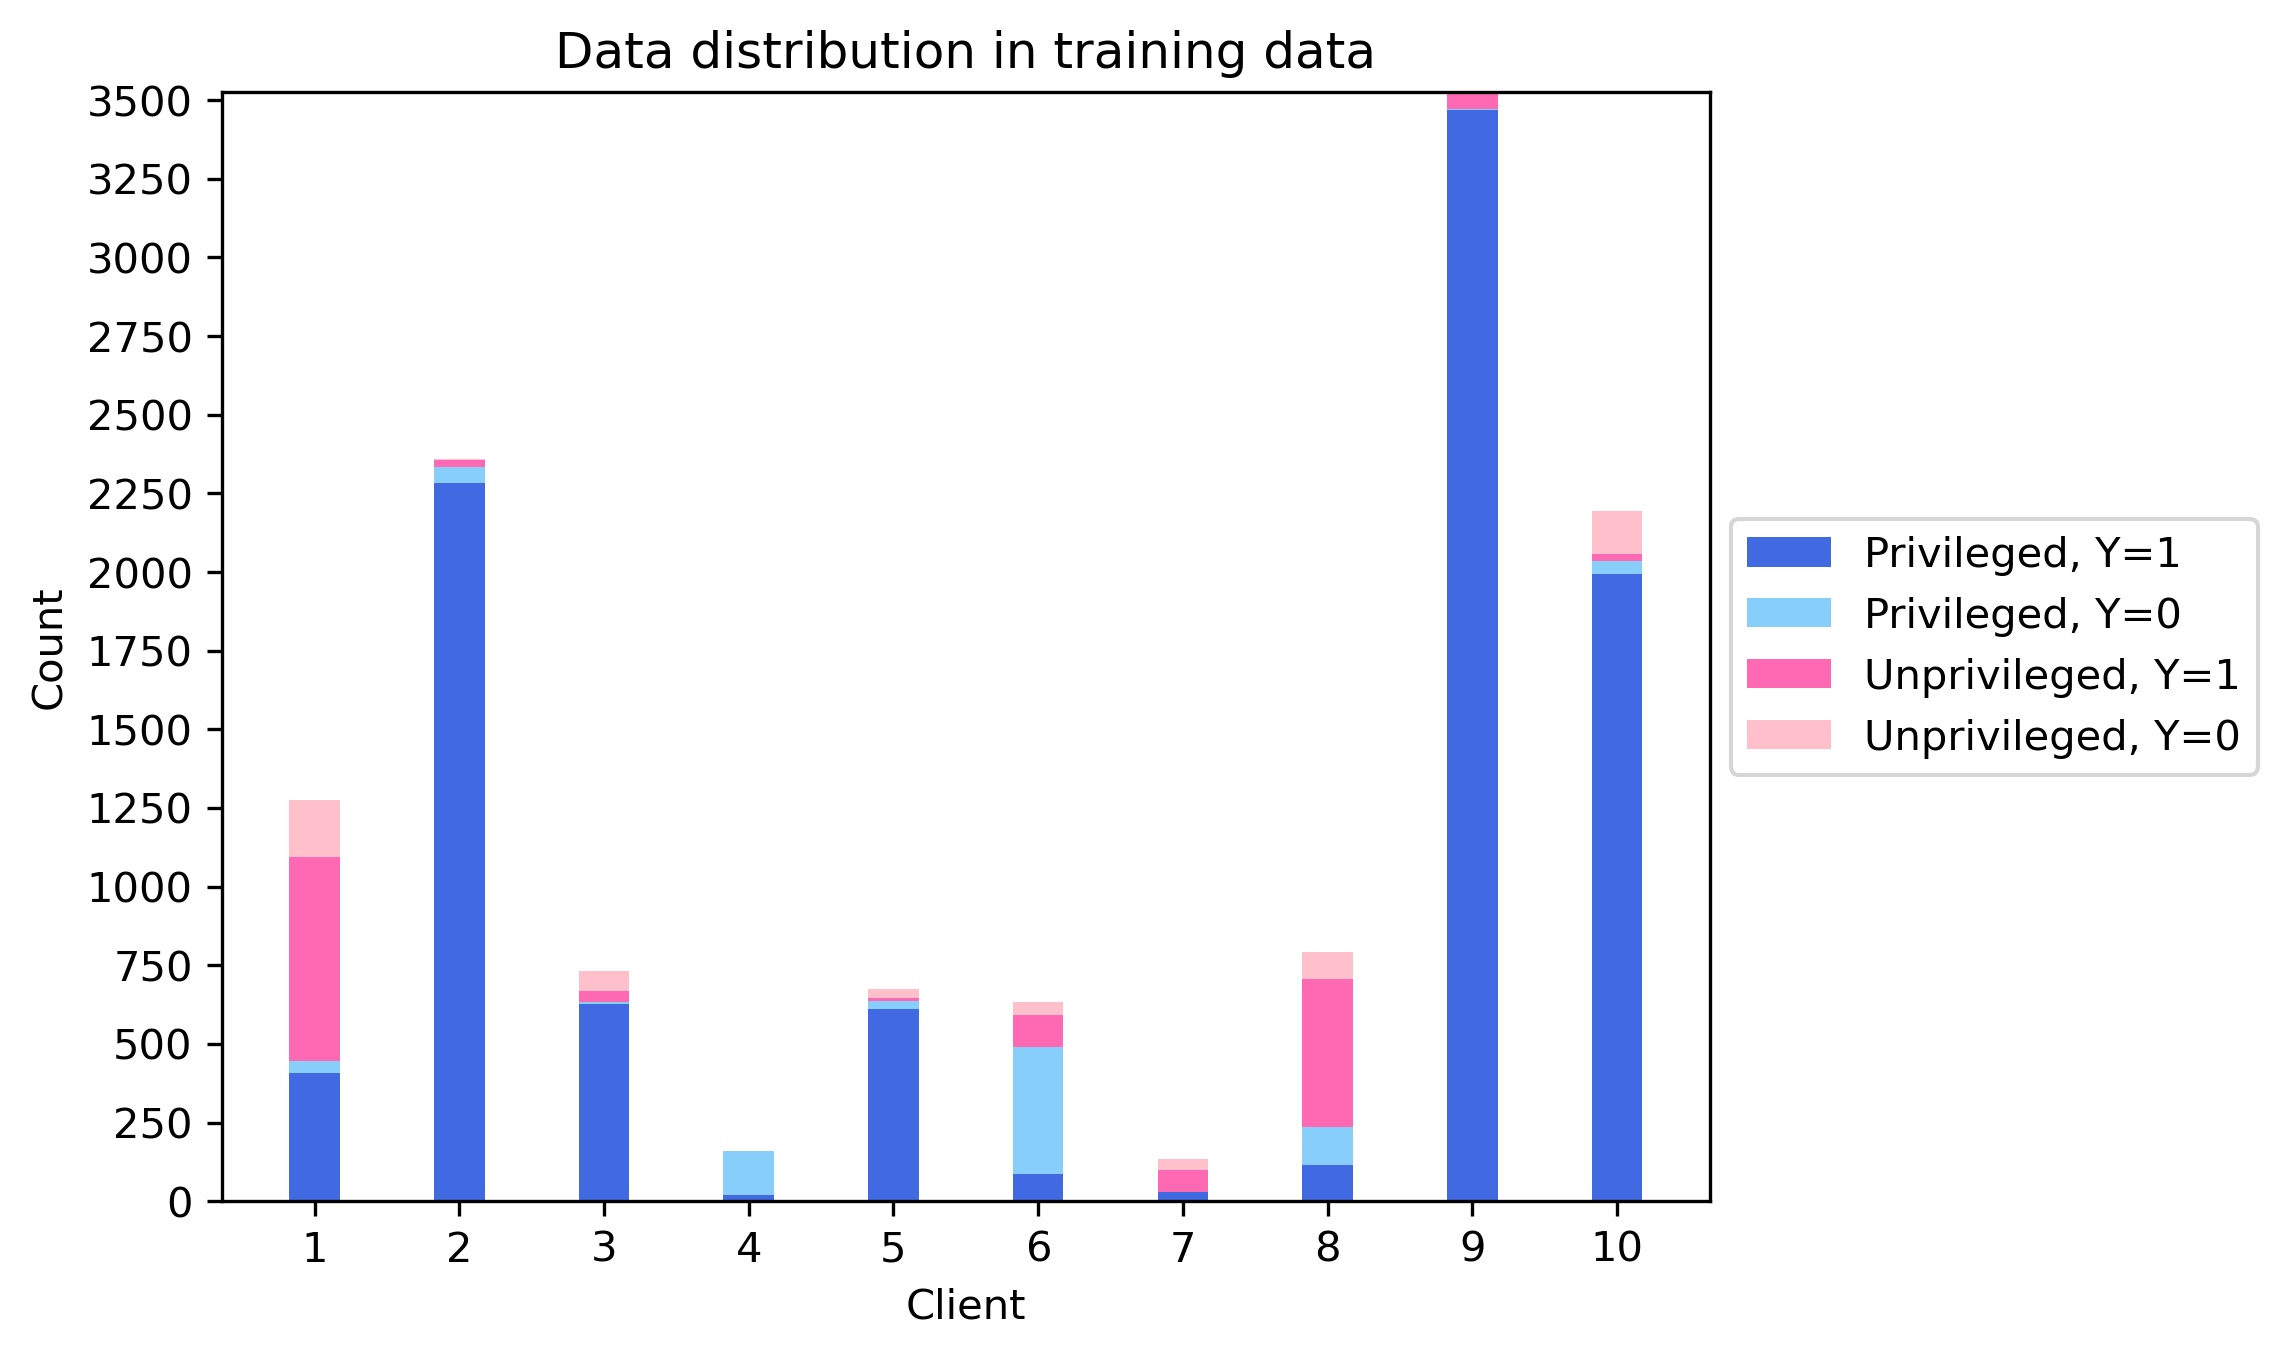 Data distribution in training data
3500
3250
3000
2750
2500
2250
2000
1750
1500
1250
1000
750
500
250
0
Count
1 2 3 4 5 6 7 8 9 10
Client
Privileged, Y=1
Privileged, Y=0
Unprivileged, Y=1
Unprivileged, Y=0